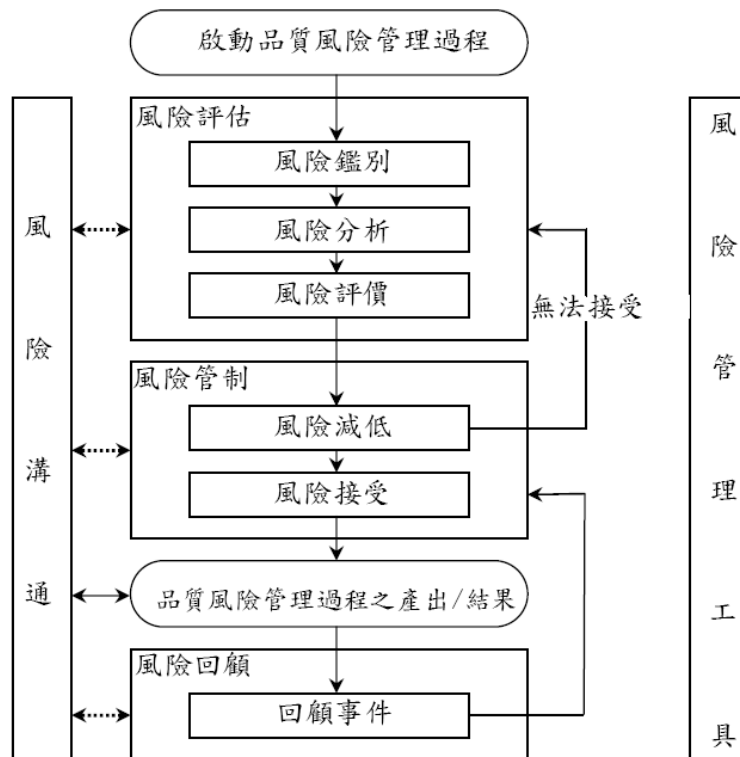 啟動品質風險管理過程
風險評估
風險鑑別
風險分析
風險評價
無法接受
風險管制
風險減低
風險接受
品質風險管理過程之產出/結果
風險回顧
回顧事件
風險溝通
風險管理工具